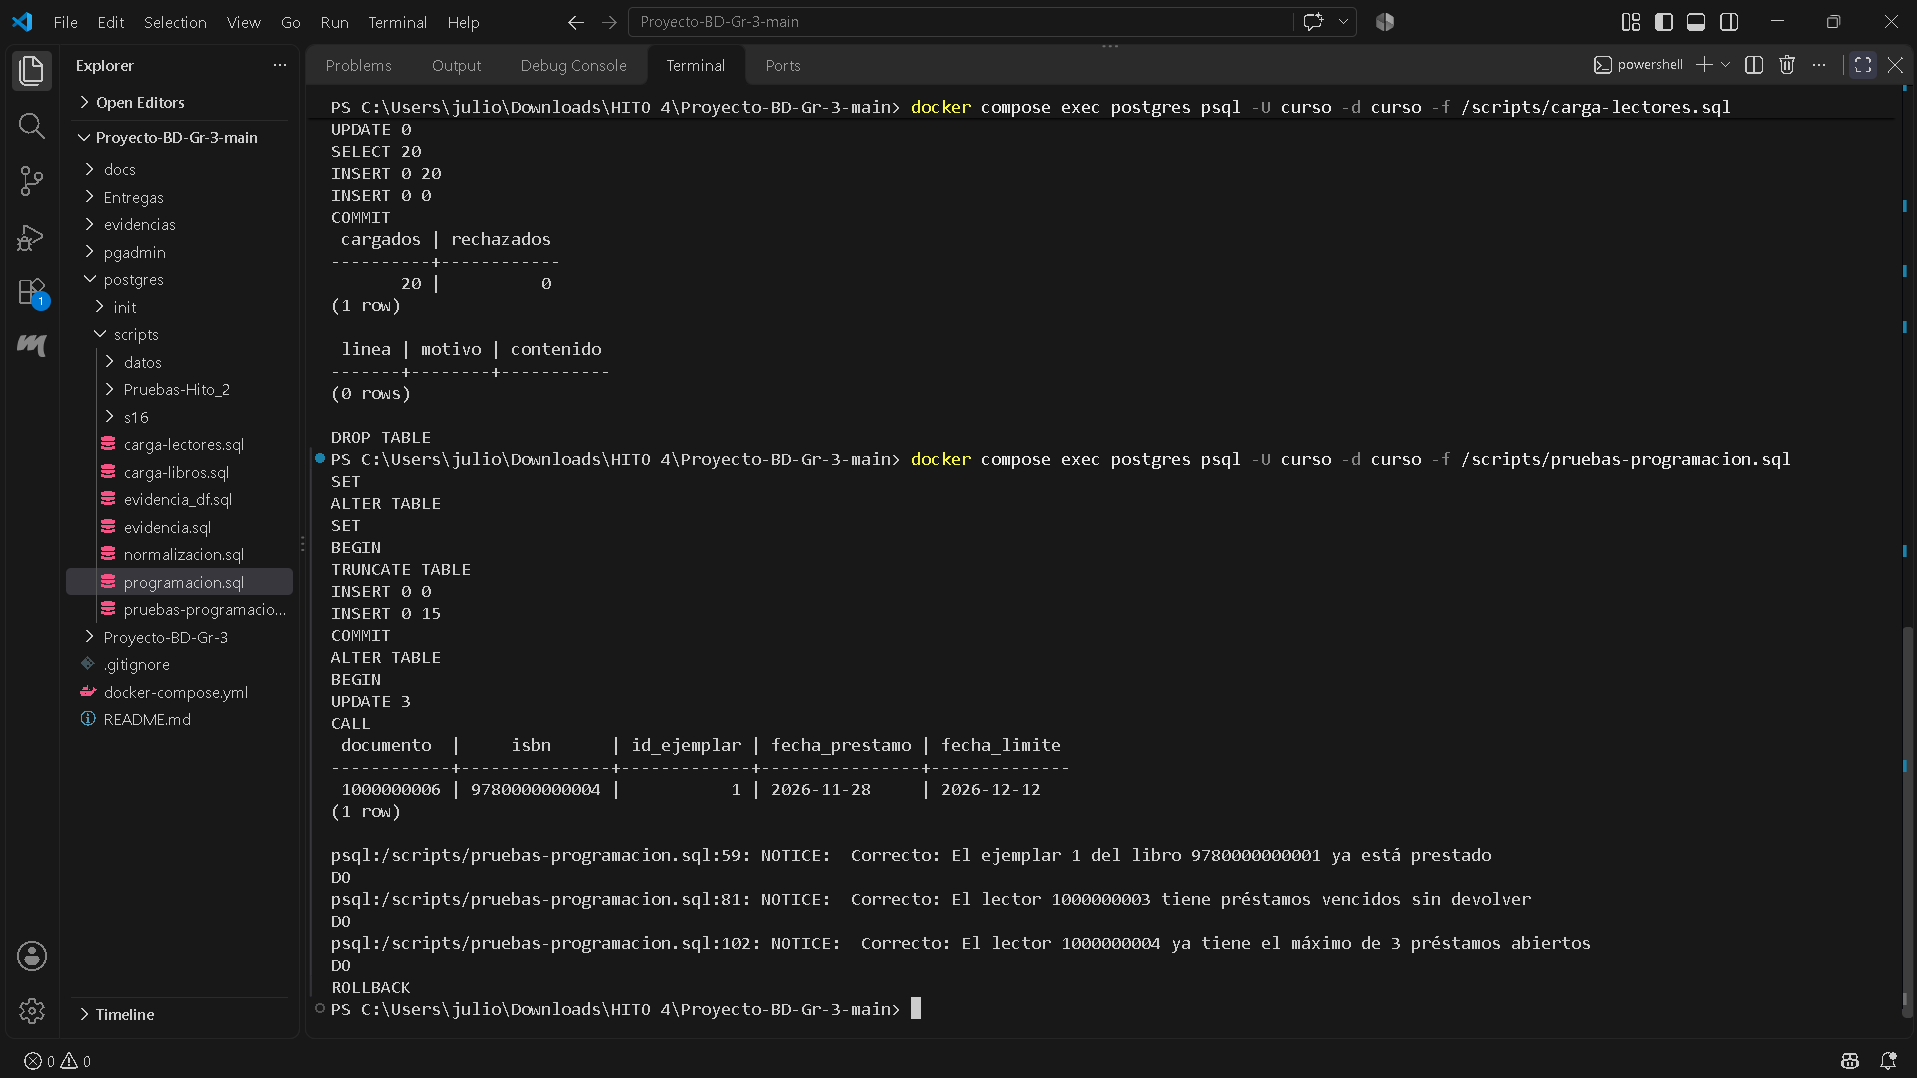 File Edit Selection View Go Run Terminal Help
Proyecto-BD-Gr-3-main
Explorer
Problems Output Debug Console Terminal Ports
powershell
Open Editors
Proyecto-BD-Gr-3-main
docs
Entregas
evidencias
pgadmin
postgres
init
scripts
datos
Pruebas-Hito_2
s16
carga-lectores.sql
carga-libros.sql
evidencia_df.sql
evidencia.sql
normalizacion.sql
programacion.sql
pruebas-programacio...
Proyecto-BD-Gr-3
.gitignore
docker-compose.yml
README.md
Timeline
1
PS C:\Users\julio\Downloads\HITO 4\Proyecto-BD-Gr-3-main> docker compose exec postgres psql -U curso -d curso -f /scripts/carga-lectores.sql
UPDATE 0
SELECT 20
INSERT 0 20
INSERT 0 0
COMMIT
cargados | rechazados
----------+------------
20 | 0
(1 row)
linea | motivo | contenido
-------+--------+-----------
(0 rows)
DROP TABLE
PS C:\Users\julio\Downloads\HITO 4\Proyecto-BD-Gr-3-main> docker compose exec postgres psql -U curso -d curso -f /scripts/pruebas-programacion.sql
SET
ALTER TABLE
SET
BEGIN
TRUNCATE TABLE
INSERT 0 0
INSERT 0 15
COMMIT
ALTER TABLE
BEGIN
UPDATE 3
CALL
documento | isbn | id_ejemplar | fecha_prestamo | fecha_limite
------------+---------------+-------------+----------------+--------------
1000000006 | 9780000000004 | 1 | 2026-11-28 | 2026-12-12
(1 row)
psql:/scripts/pruebas-programacion.sql:59: NOTICE:  Correcto: El ejemplar 1 del libro 9780000000001 ya está prestado
DO
psql:/scripts/pruebas-programacion.sql:81: NOTICE:  Correcto: El lector 1000000003 tiene préstamos vencidos sin devolver
DO
psql:/scripts/pruebas-programacion.sql:102: NOTICE:  Correcto: El lector 1000000004 ya tiene el máximo de 3 préstamos abiertos
DO
ROLLBACK
PS C:\Users\julio\Downloads\HITO 4\Proyecto-BD-Gr-3-main>
0 0